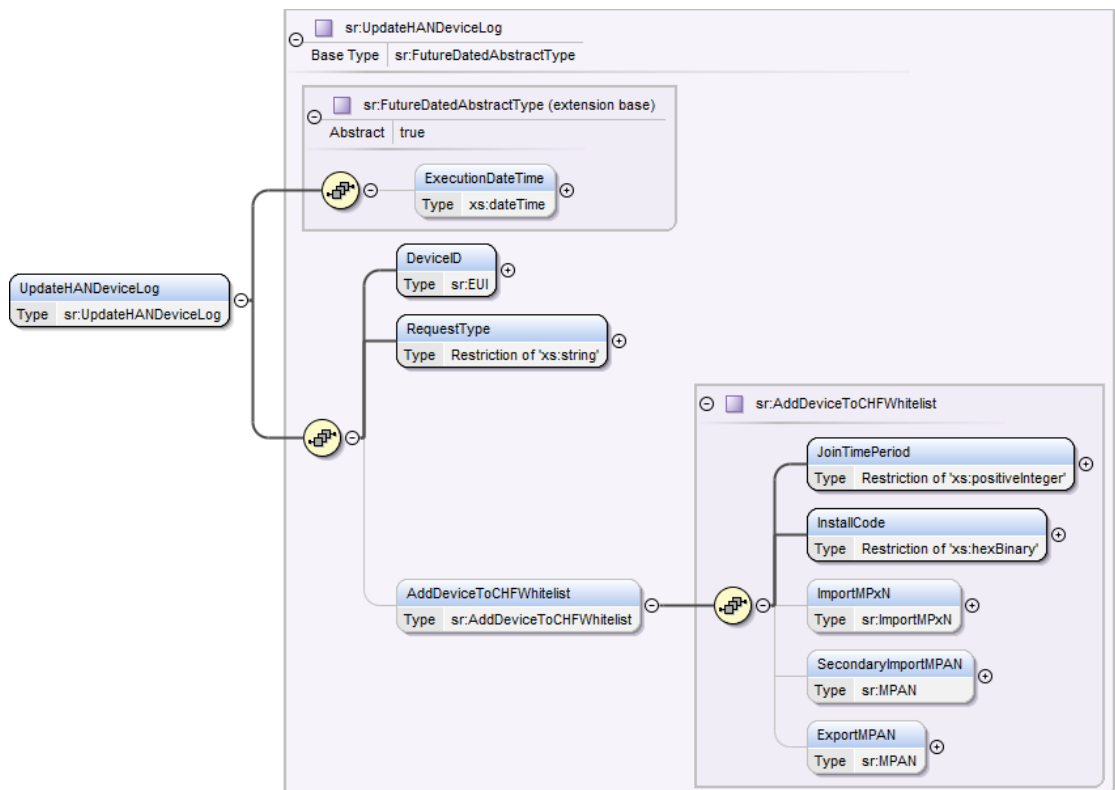 sr:UpdateHANDeviceLog
Base Type sr:FutureDatedAbstractType
sr:FutureDatedAbstractType (extension base)
Abstract true
ExecutionDateTime
Type xs:dateTime
DeviceID
Type sr:EUI
UpdateHANDeviceLog
Type sr:UpdateHANDeviceLog
RequestType
Type Restriction of 'xs:string'
sr:AddDeviceToCHFWhitelist
JoinTimePeriod
Type Restriction of 'xs:positiveInteger'
InstallCode
Type Restriction of 'xs:hexBinary'
AddDeviceToCHFWhitelist
Type sr:AddDeviceToCHFWhitelist
ImportMPxN
Type sr:ImportMPxN
SecondaryImportMPAN
Type sr:MPAN
ExportMPAN
Type sr:MPAN